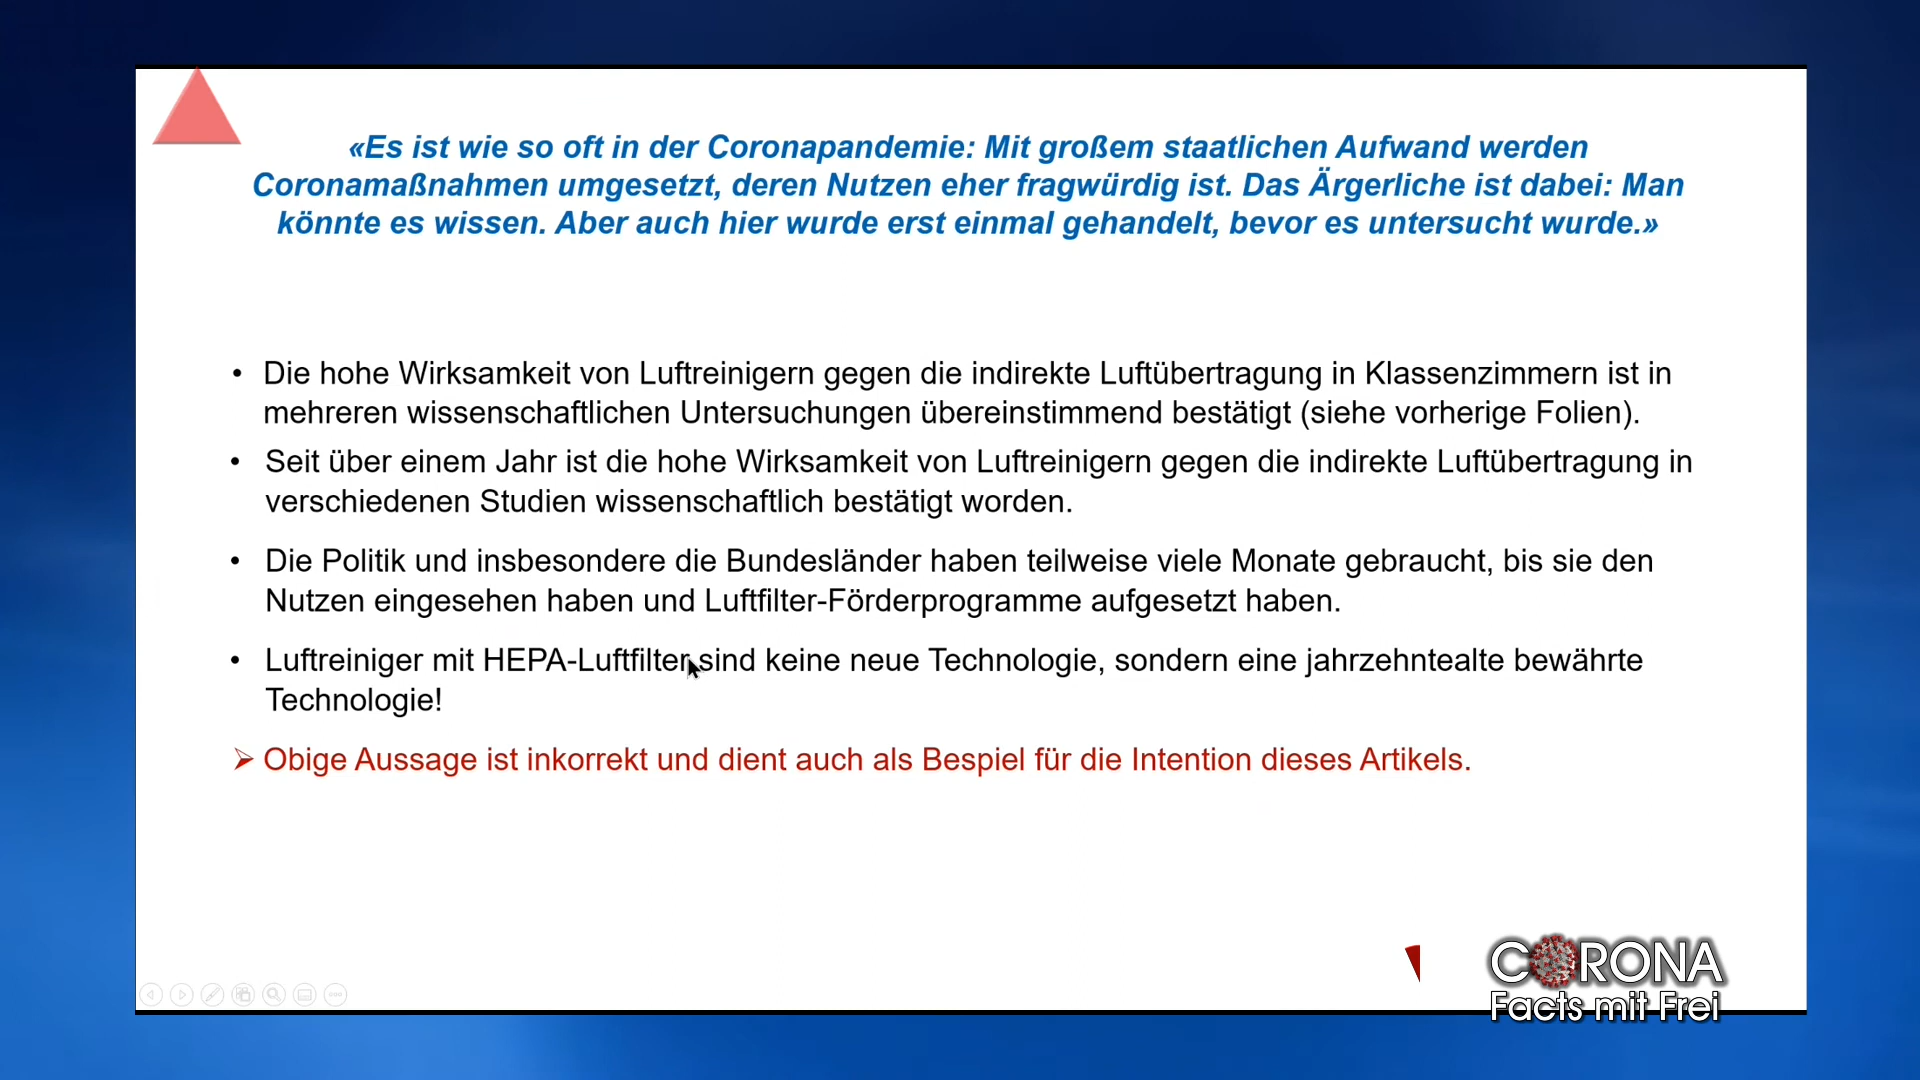 «Es ist wie so oft in der Coronapandemie: Mit großem staatlichen Aufwand werden
Coronamaßnahmen umgesetzt, deren Nutzen eher fragwürdig ist. Das Ärgerliche ist dabei: Man
könnte es wissen. Aber auch hier wurde erst einmal gehandelt, bevor es untersucht wurde.»
• Die hohe Wirksamkeit von Luftreinigern gegen die indirekte Luftübertragung in Klassenzimmern ist in
mehreren wissenschaftlichen Untersuchungen übereinstimmend bestätigt (siehe vorherige Folien).
• Seit über einem Jahr ist die hohe Wirksamkeit von Luftreinigern gegen die indirekte Luftübertragung in
verschiedenen Studien wissenschaftlich bestätigt worden.
• Die Politik und insbesondere die Bundesländer haben teilweise viele Monate gebraucht, bis sie den
Nutzen eingesehen haben und Luftfilter-Förderprogramme aufgesetzt haben.
• Luftreiniger mit HEPA-Luftfilter sind keine neue Technologie, sondern eine jahrzehntealte bewährte
Technologie!
➢ Obige Aussage ist inkorrekt und dient auch als Bespiel für die Intention dieses Artikels.
CORONA
Facts mit Frei